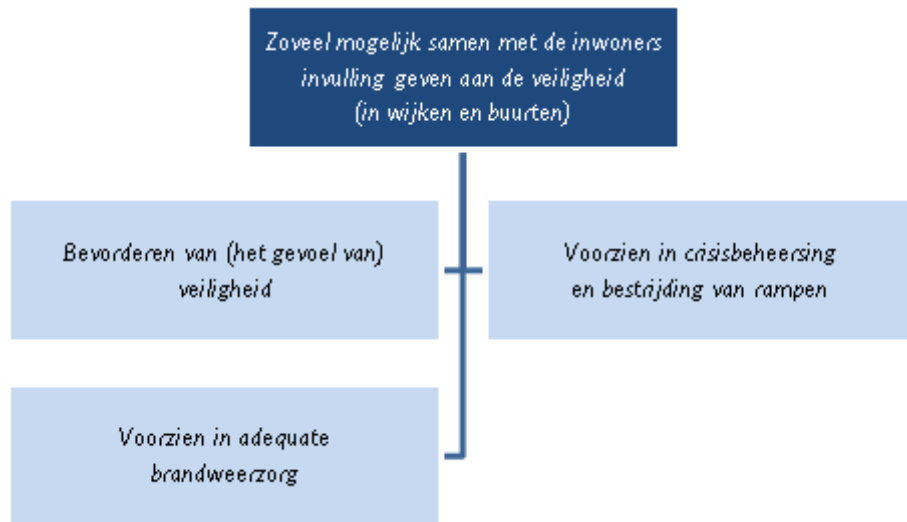 Zoveel mogelijk samen met de inwoners
invulling geven aan de veiligheid
(in wijken en buurten)
Bevorderen van (het gevoel van)
veiligheid
Voorzien in crisisbeheersing
en bestrijding van rampen
Voorzien in adequate
brandweerzorg